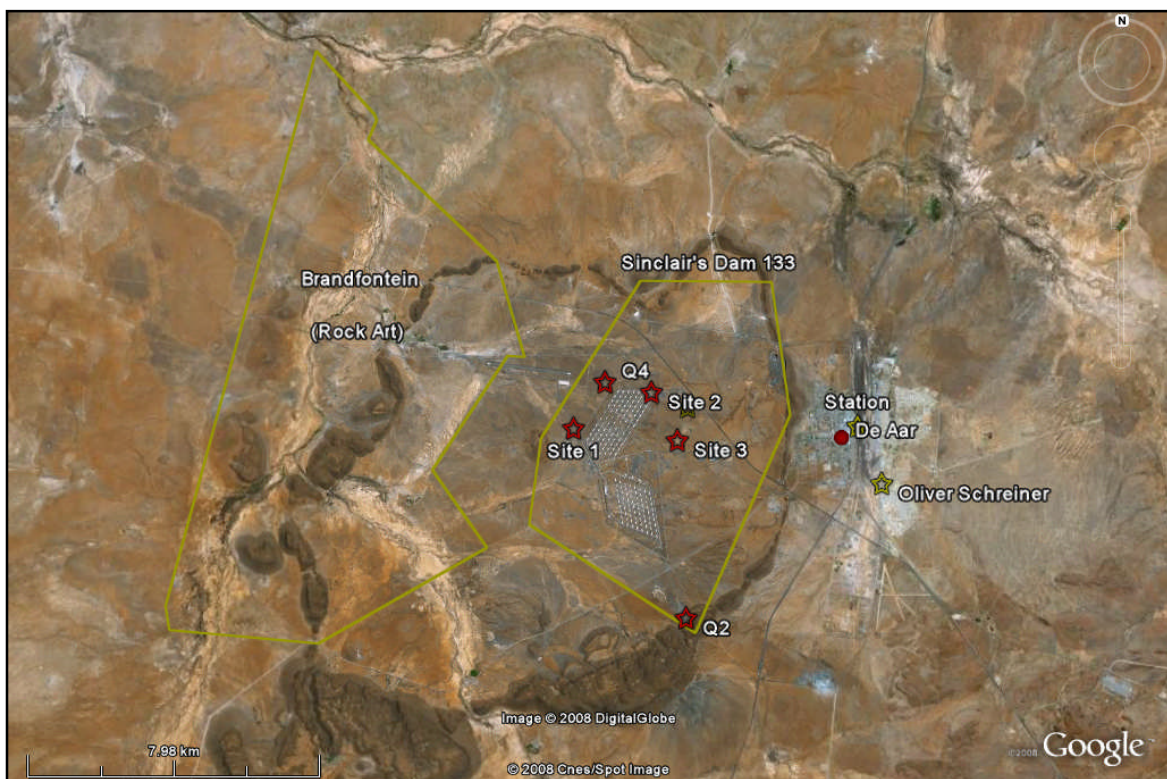 N
Sinclair's Dam 133
Brandfontein
(Rock Art)
Q4
Site 2
Station
Site 1
Site 3
De Aar
Oliver Schreiner
Q2
Image © 2008 DigitalGlobe
7.98 km
©2008 Google
© 2008 Cnes/Spot Image